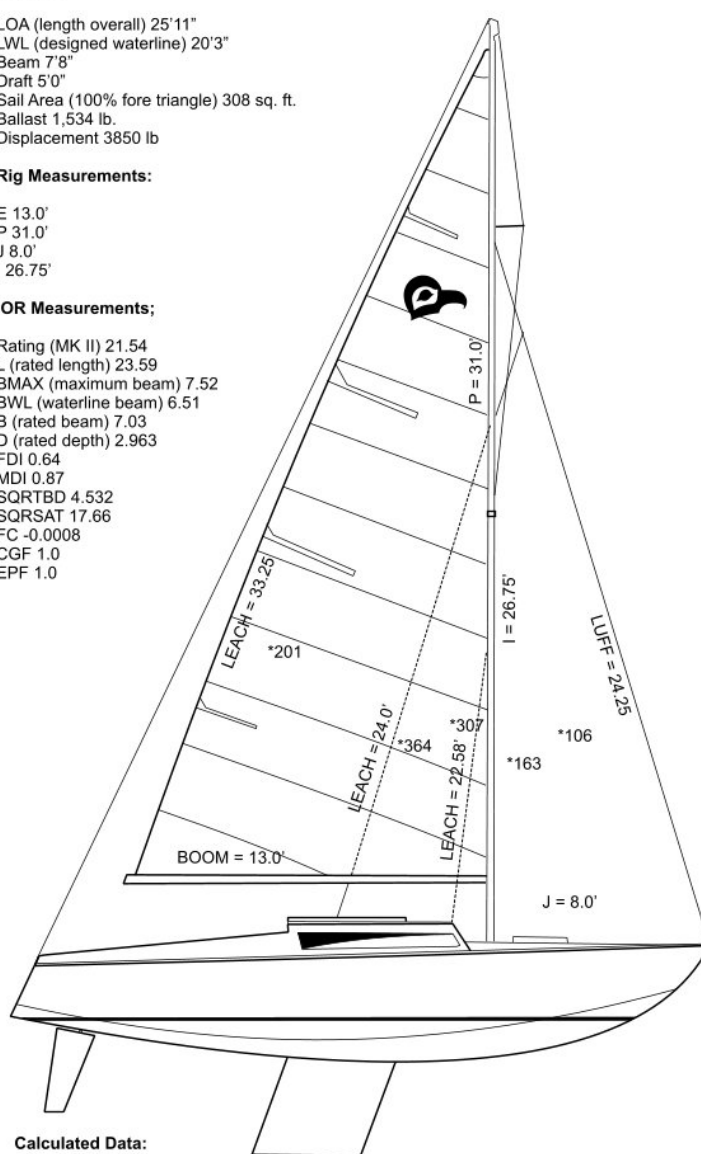 LOA (length overall) 25'11"
LWL (designed waterline) 20'3"
Beam 7'8"
Draft 5'0"
Sail Area (100% fore triangle) 308 sq. ft.
Ballast 1,534 lb.
Displacement 3850 lb
Rig Measurements:
E 13.0'
P 31.0'
J 8.0'
26.75'
OR Measurements;
Rating (MK II) 21.54
L (rated length) 23.59
BMAX (maximum beam) 7.52
BWL (waterline beam) 6.51
B (rated beam) 7.03
D (rated depth) 2.963
FDI 0.64
MDI 0.87
SQRTBD 4.532
SQRSAT 17.66
FC -0.0008
CGF 1.0
EPF 1.0
P = 31.0'
I = 26.75'
LEACH = 33.25'
*201
LUFF = 24.25
LEACH = 24.0'
*364
*307
LEACH = 22.58'
*163
*106
BOOM = 13.0'
J = 8.0'
Calculated Data: